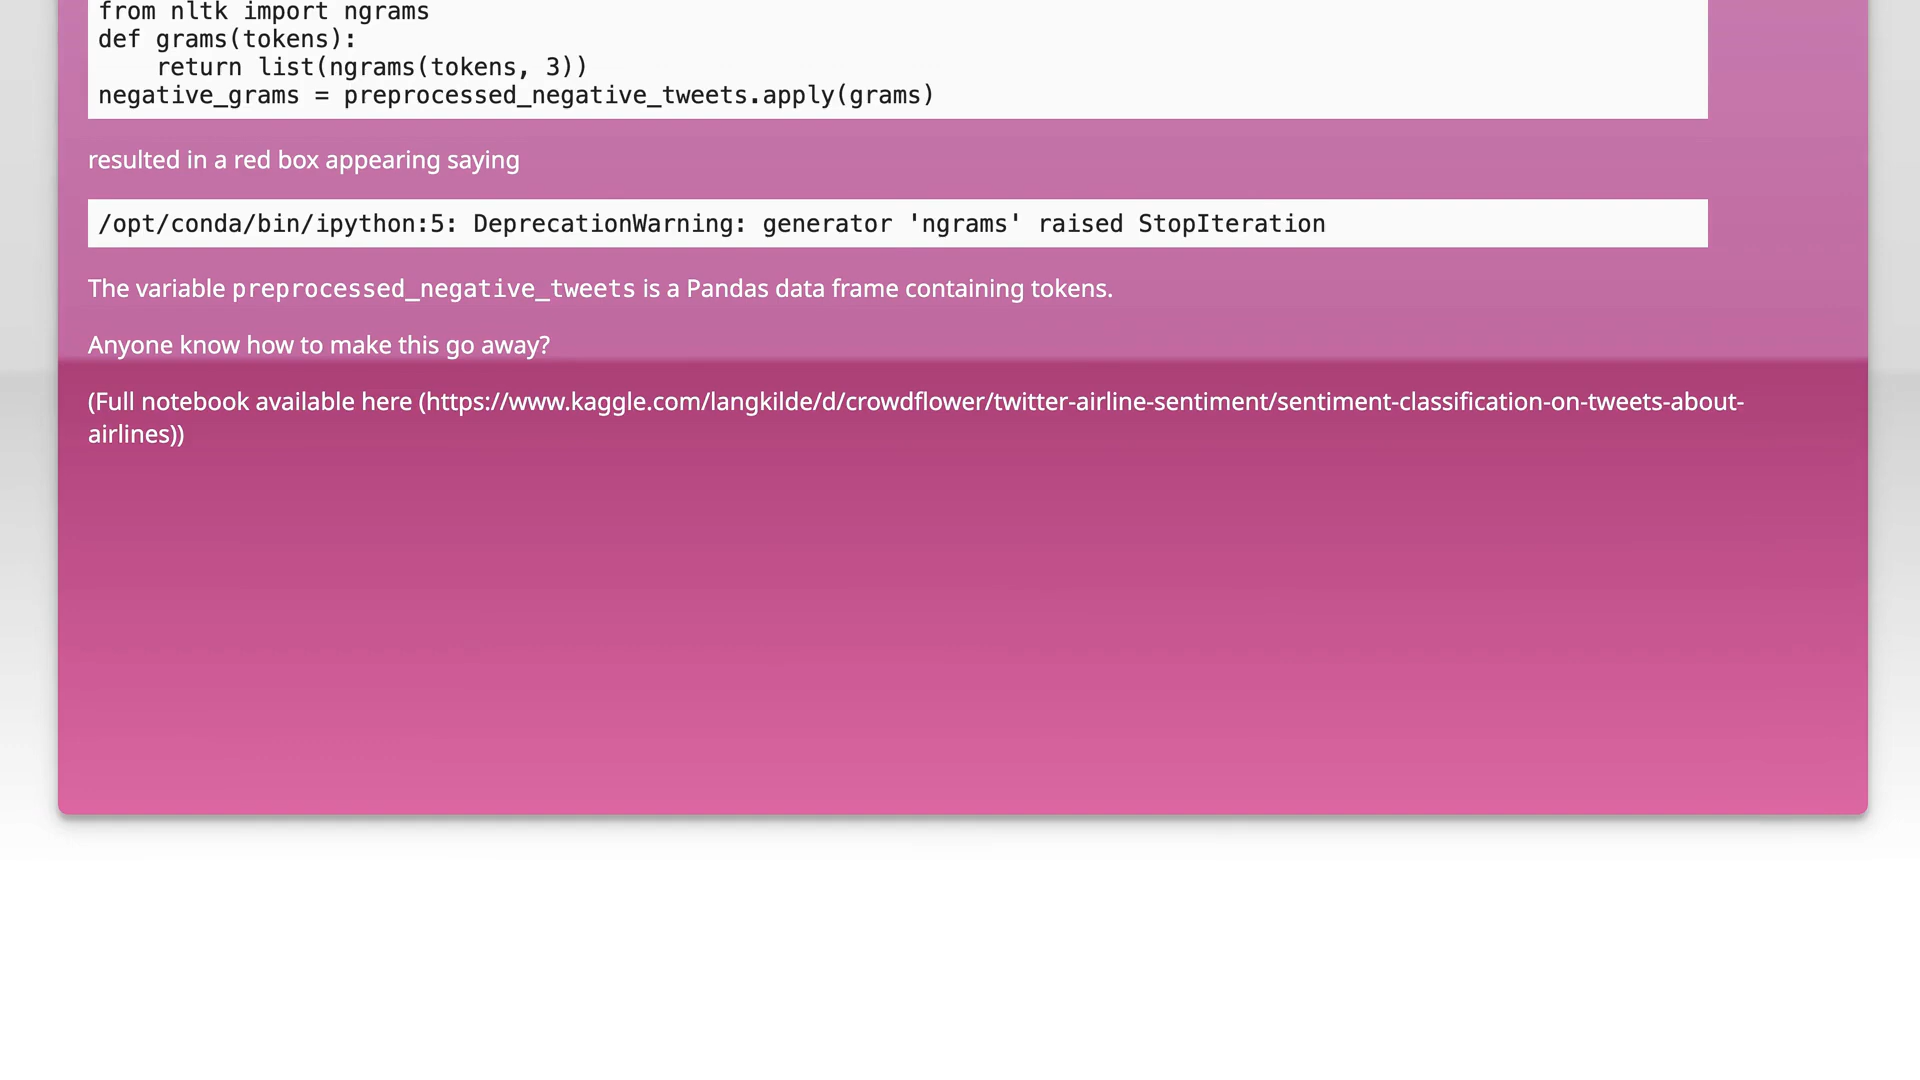 from nltk import ngrams
def grams(tokens):
    return list(ngrams(tokens, 3))
negative_grams = preprocessed_negative_tweets.apply(grams)
resulted in a red box appearing saying
/opt/conda/bin/ipython:5: DeprecationWarning: generator 'ngrams' raised StopIteration
The variable preprocessed_negative_tweets is a Pandas data frame containing tokens.
Anyone know how to make this go away?
(Full notebook available here (https://www.kaggle.com/langkilde/d/crowdflower/twitter-airline-sentiment/sentiment-classification-on-tweets-about-
airlines))